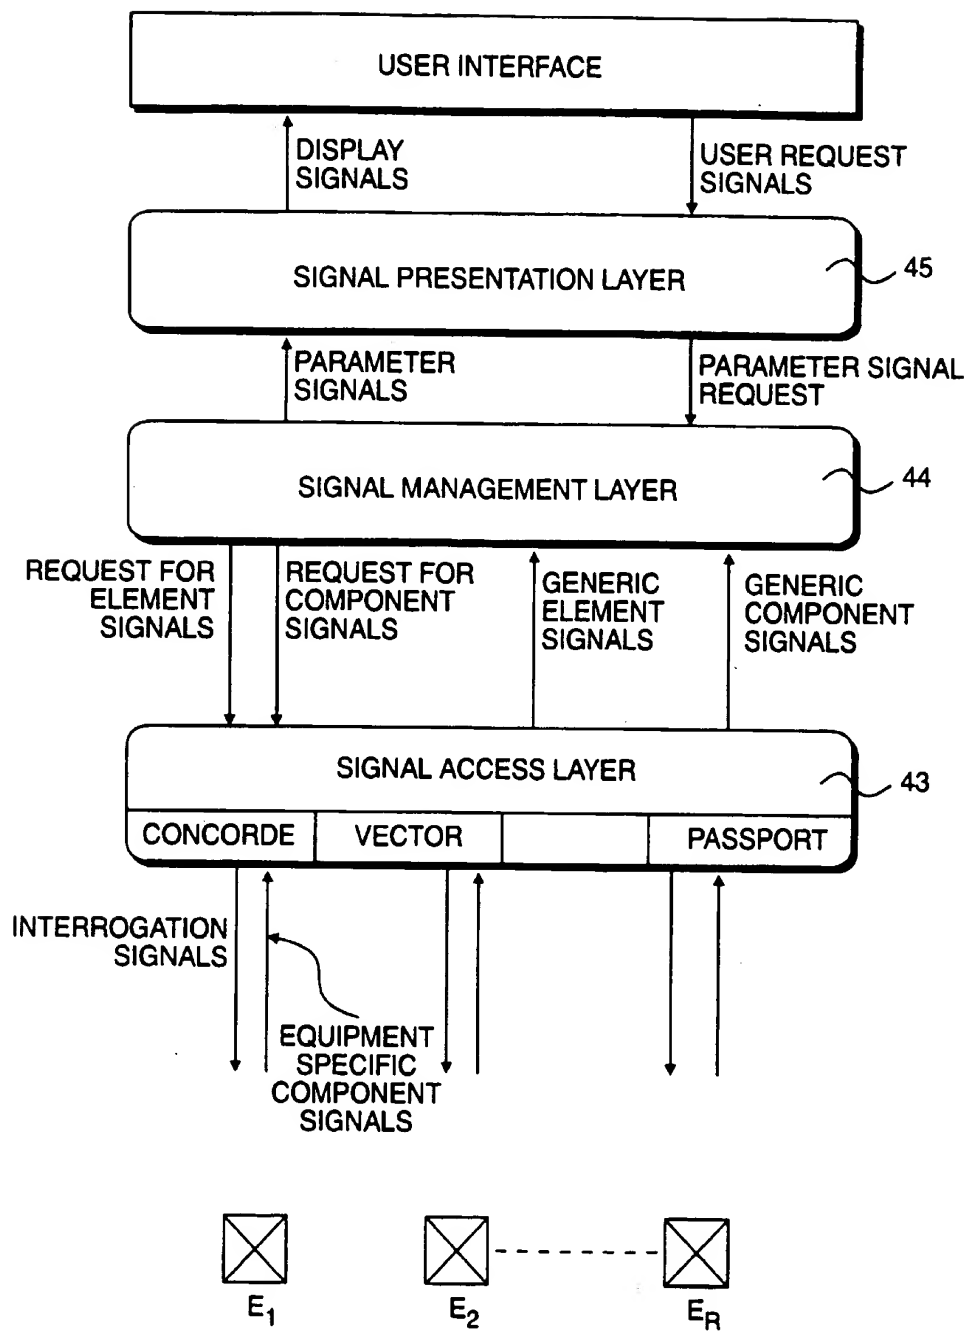 USER INTERFACE
DISPLAY
SIGNALS
USER REQUEST
SIGNALS
SIGNAL PRESENTATION LAYER
45
PARAMETER
SIGNALS
PARAMETER SIGNAL
REQUEST
SIGNAL MANAGEMENT LAYER
44
REQUEST FOR
ELEMENT
SIGNALS
REQUEST FOR
COMPONENT
SIGNALS
GENERIC
ELEMENT
SIGNALS
GENERIC
COMPONENT
SIGNALS
SIGNAL ACCESS LAYER
43
CONCORDE
VECTOR
PASSPORT
INTERROGATION
SIGNALS
EQUIPMENT
SPECIFIC
COMPONENT
SIGNALS
E1
E2
ER